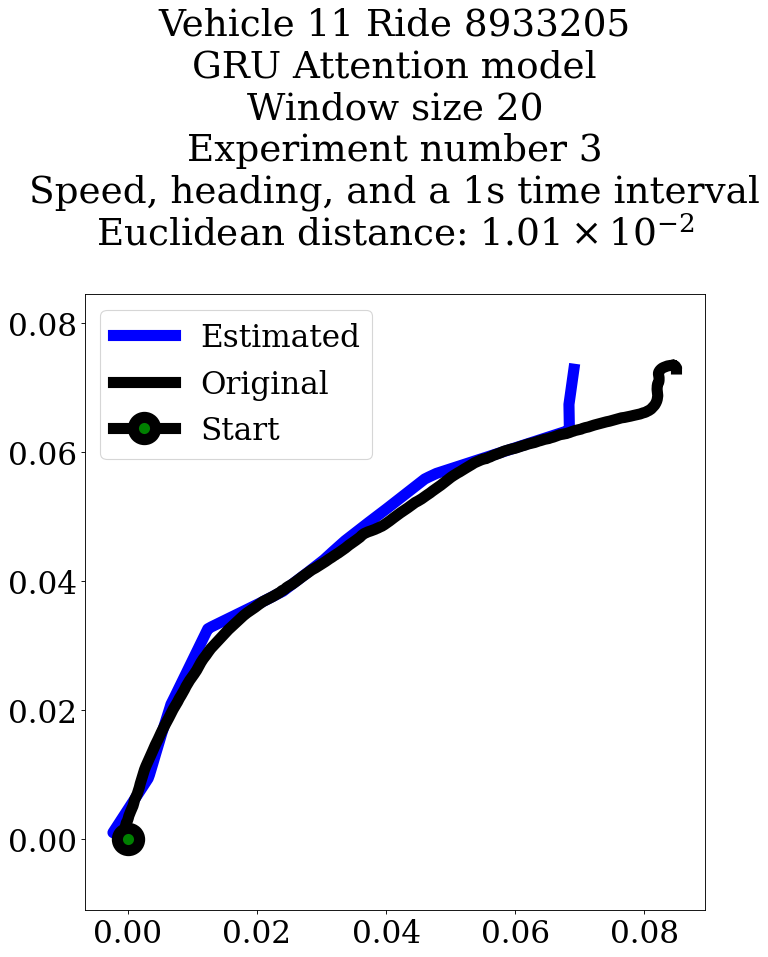 Vehicle 11 Ride 8933205
GRU Attention model
Window size 20
Experiment number 3
Speed, heading, and a 1s time interval
Euclidean distance: 1.01 × 10⁻²
Estimated
Original
Start
0.08
0.06
0.04
0.02
0.00
0.00 0.02 0.04 0.06 0.08